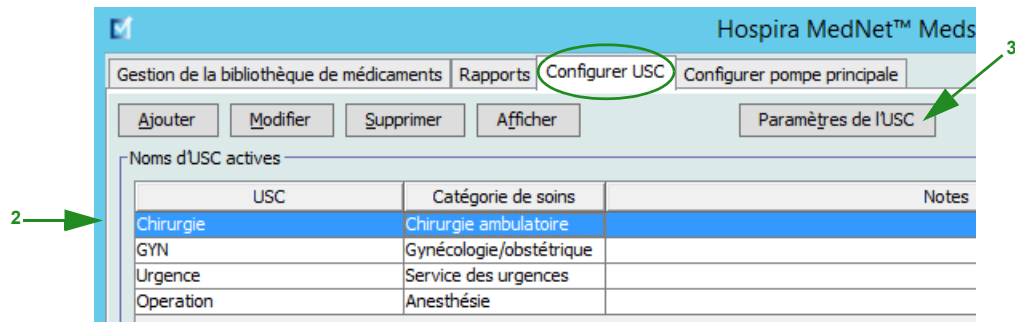 Hospira MedNet™ Meds
3
Gestion de la bibliothèque de médicaments Rapports Configurer USC Configurer pompe principale
Ajouter Modifier Supprimer Afficher Paramètres de l'USC
Noms d'USC actives
USC Catégorie de soins Notes
2
Chirurgie Chirurgie ambulatoire
GYN Gynécologie/obstétrique
Urgence Service des urgences
Operation Anesthésie